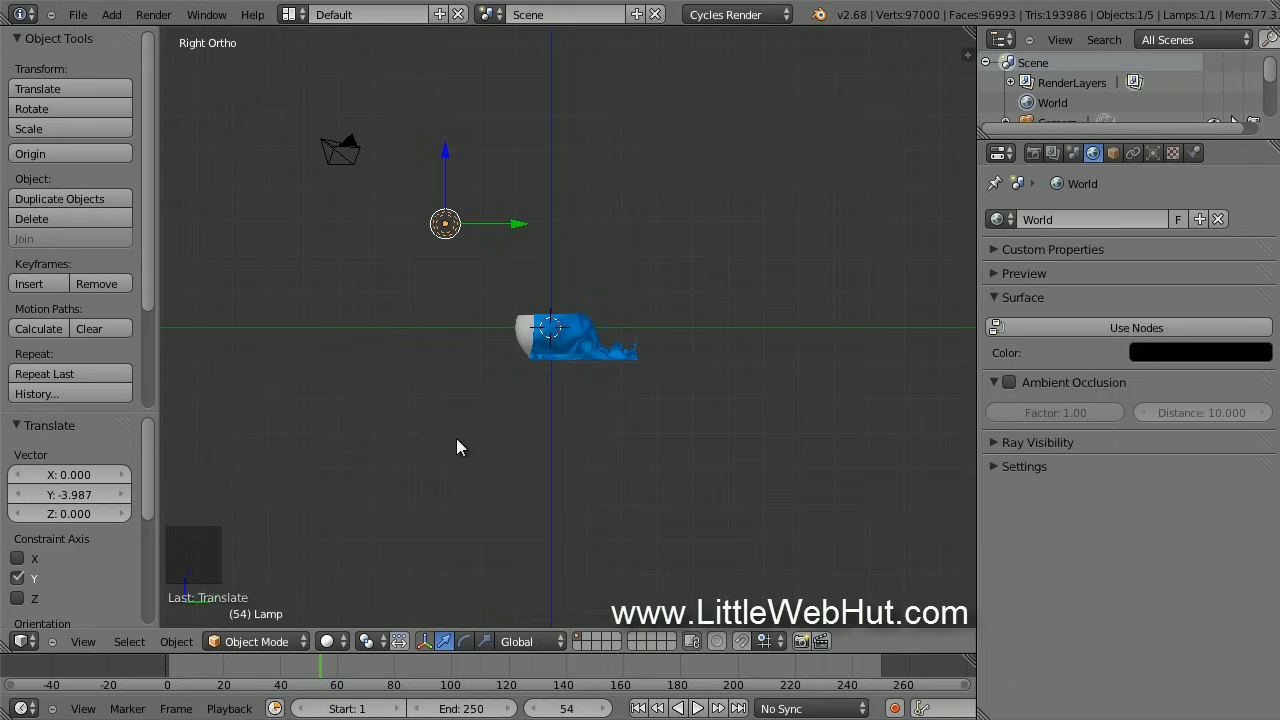 File Add Render Window Help Default Scene Cycles Render v2.68 | Verts:97000 | Faces:96993 | Tris:193986 | Objects:1/5 | Lamps:1/1 | Mem:77.3
Object Tools
Transform:
Translate
Rotate
Scale
Origin
Object:
Duplicate Objects
Delete
Join
Keyframes:
Insert Remove
Motion Paths:
Calculate Clear
Repeat:
Repeat Last
History...
Translate
Vector
X: 0.000
Y: -3.987
Z: 0.000
Constraint Axis
X
Y
Z
Orientation
Right Ortho
Last: Translate
(54) Lamp
www.LittleWebHut.com
View Select Object Object Mode Global
-40 -20 0 20 40 60 80 100 120 140 160 180 200 220 240 260
View Marker Frame Playback Start: 1 End: 250 54 No Sync
View Search All Scenes
Scene
RenderLayers
World
Camera
World
World F
Custom Properties
Preview
Surface
Use Nodes
Color:
Ambient Occlusion
Factor: 1.00 Distance: 10.000
Ray Visibility
Settings